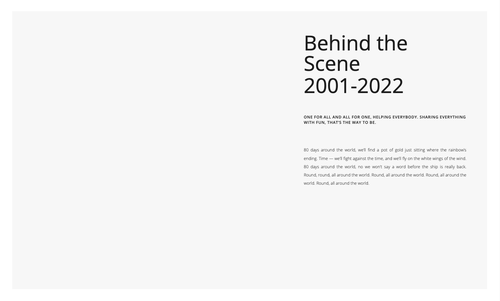 Behind the
Scene
2001-2022
ONE FOR ALL AND ALL FOR ONE, HELPING EVERYBODY. SHARING EVERYTHING
WITH FUN, THAT'S THE WAY TO BE.
80 days around the world, we'll find a pot of gold just sitting where the rainbows
ending. Time — we'll fight against the time, and we'll fly on the white wings of the wind.
80 days around the world, no we won't say a word before the ship is really back.
Round, round, all around the world. Round, all around the world. Round, all around the
world. Round, all around the world.